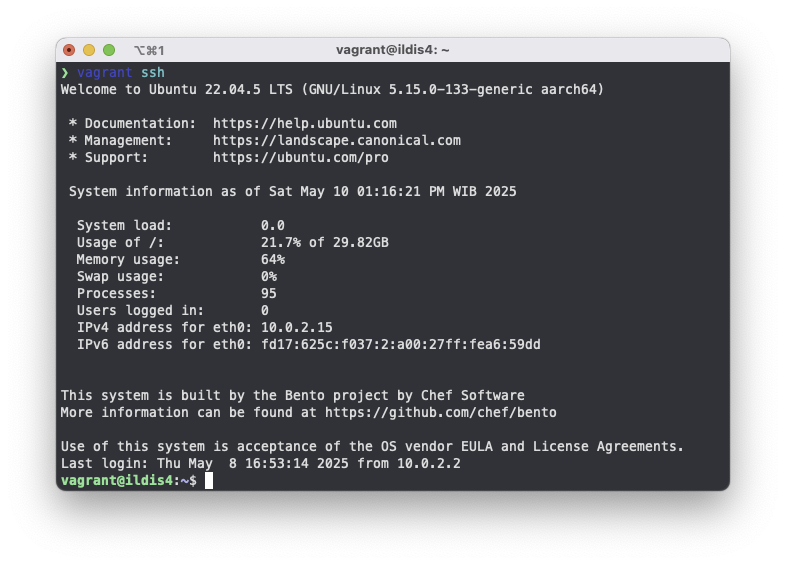 ⌥⌘1 vagrant@ildis4: ~
❯ vagrant ssh
Welcome to Ubuntu 22.04.5 LTS (GNU/Linux 5.15.0-133-generic aarch64)
* Documentation:  https://help.ubuntu.com
* Management:     https://landscape.canonical.com
* Support:        https://ubuntu.com/pro
System information as of Sat May 10 01:16:21 PM WIB 2025
System load:           0.0
Usage of /:            21.7% of 29.82GB
Memory usage:          64%
Swap usage:            0%
Processes:             95
Users logged in:       0
IPv4 address for eth0: 10.0.2.15
IPv6 address for eth0: fd17:625c:f037:2:a00:27ff:fea6:59dd
This system is built by the Bento project by Chef Software
More information can be found at https://github.com/chef/bento
Use of this system is acceptance of the OS vendor EULA and License Agreements.
Last login: Thu May  8 16:53:14 2025 from 10.0.2.2
vagrant@ildis4:~$